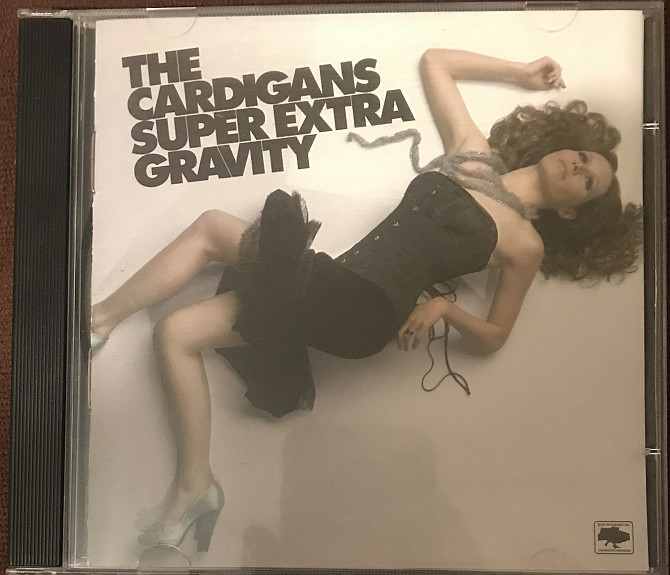 THE
CARDIGANS
SUPER EXTRA
GRAVITY